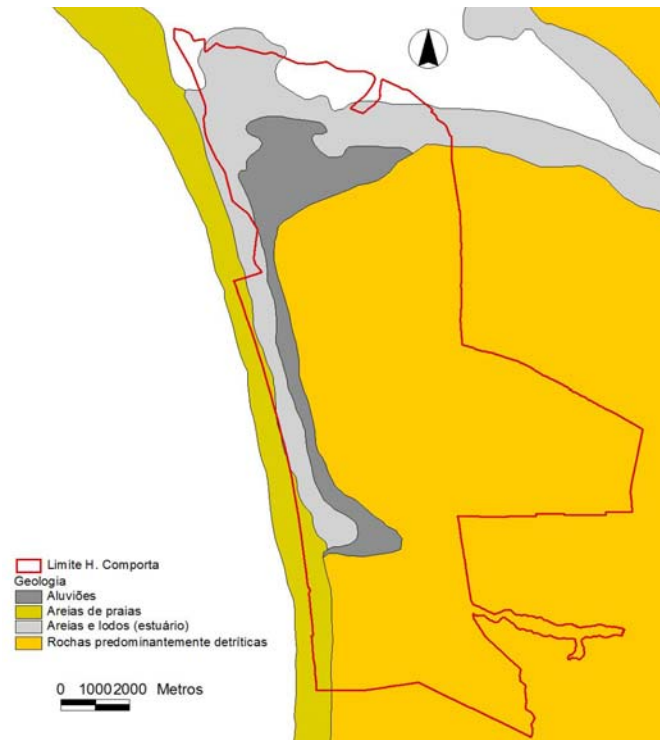 Limite H. Comporta
Geologia
Aluviões
Areias de praias
Areias e lodos (estuário)
Rochas predominantemente detríticas
0 10002000 Metros